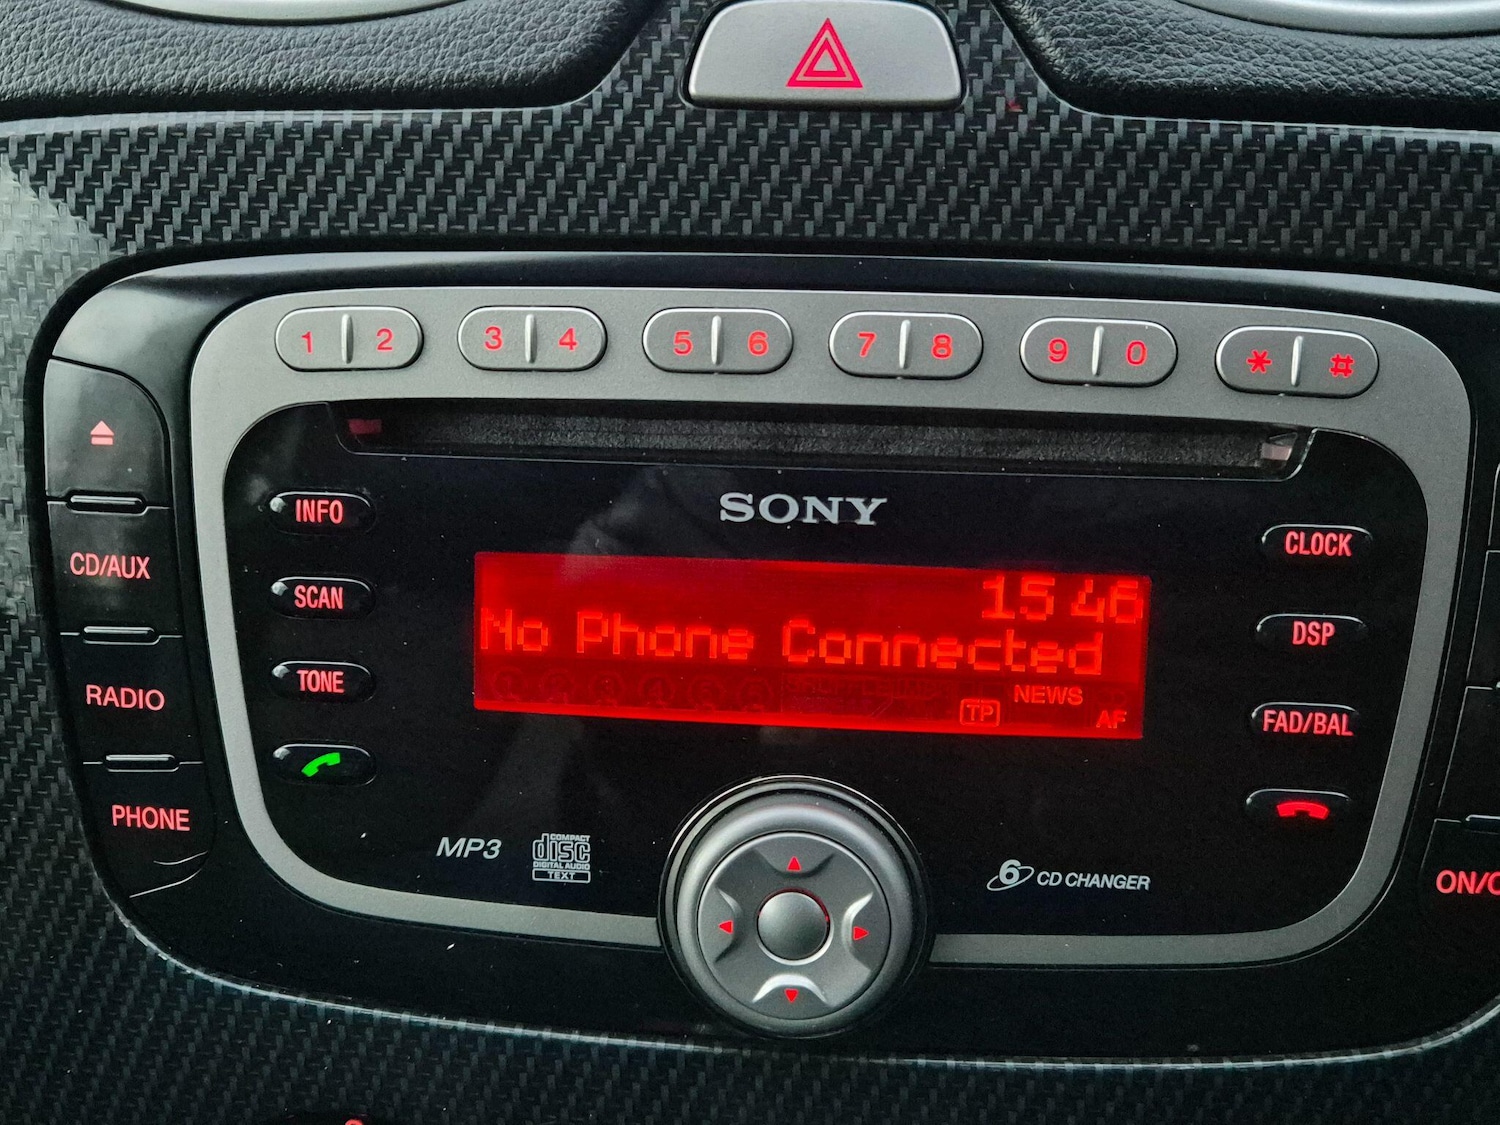 1 2 3 4 5 6 7 8 9 0 * #
SONY
INFO
CLOCK
CD/AUX
SCAN
15 46
No Phone Connected
DSP
RADIO
TONE
NEWS
TP
AF
FAD/BAL
PHONE
MP3
COMPACT
disc
DIGITAL AUDIO
TEXT
6 CD CHANGER